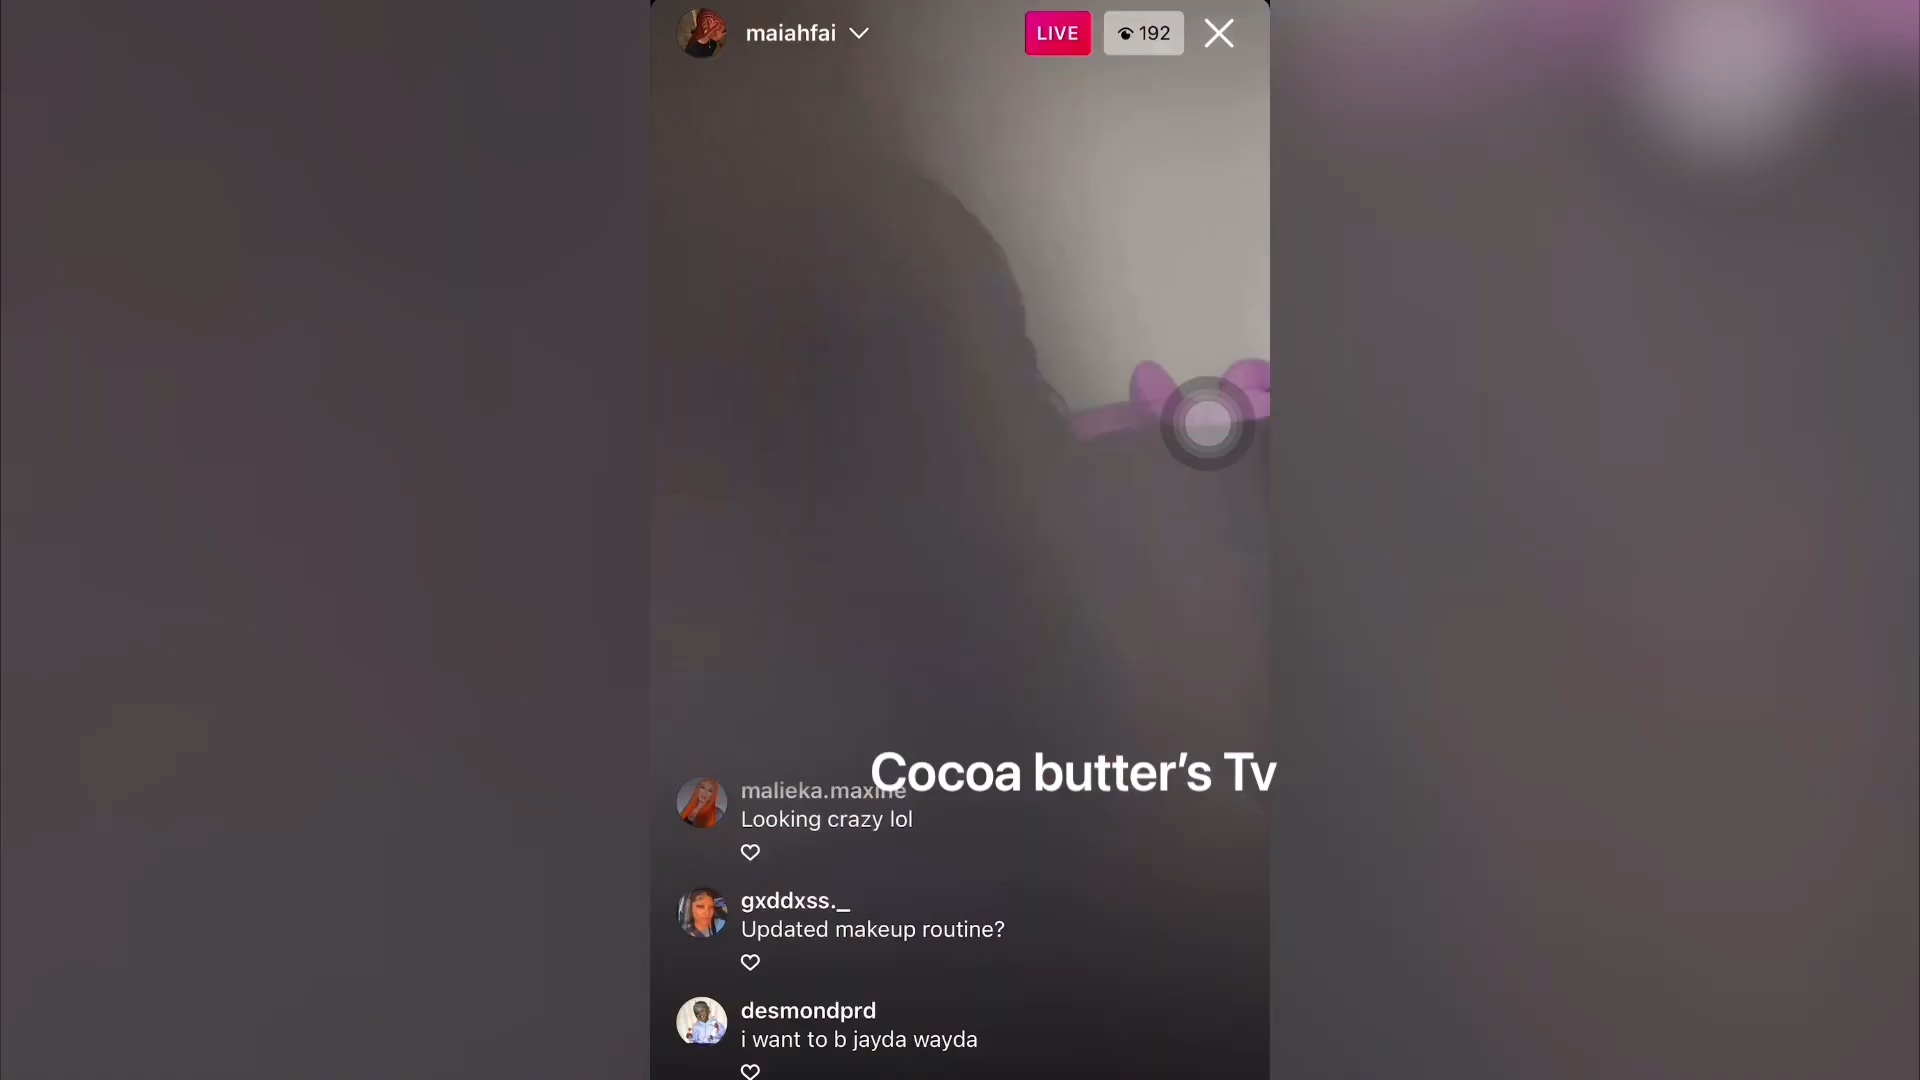 maiahfai
LIVE
192
Cocoa butter's Tv
malieka.maxine
Looking crazy lol
gxddxss._
Updated makeup routine?
desmondprd
i want to b jayda wayda